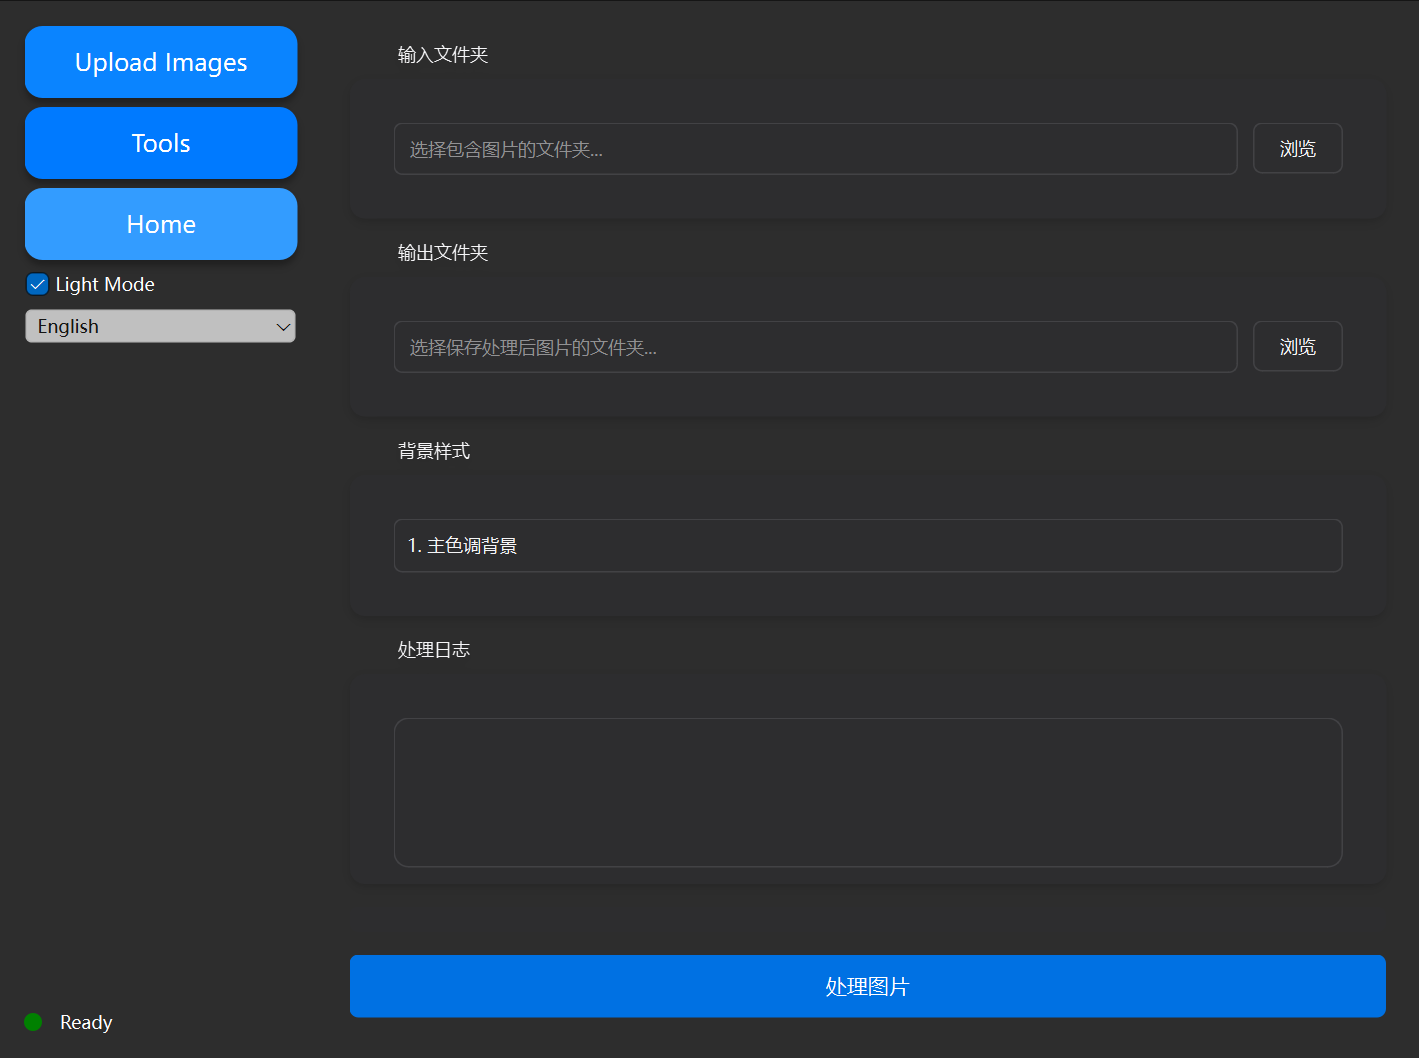 Upload Images
Tools
Home
Light Mode
English
Ready
输入文件夹
选择包含图片的文件夹...
浏览
输出文件夹
选择保存处理后图片的文件夹...
浏览
背景样式
1. 主色调背景
处理日志
处理图片